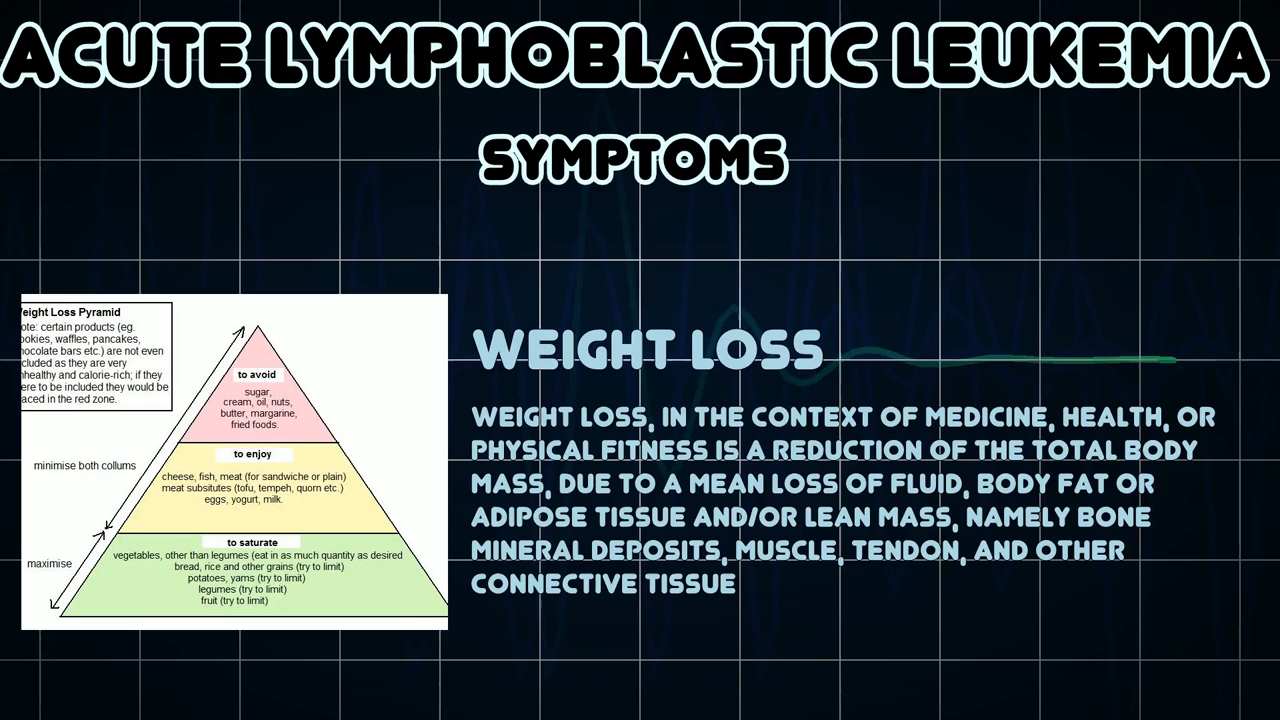 ACUTE LYMPHOBLASTIC LEUKEMIA
SYMPTOMS
eight Loss Pyramid
ote: certain products (eg.
ookies, waffles, pancakes,
hocolate bars etc.) are not even
cluded as they are very
nhealthy and calorie-rich; if they
ere to be included they would be
aced in the red zone.
to avoid
sugar,
cream, oil, nuts,
butter, margarine,
fried foods.
minimise both collums
to enjoy
cheese, fish, meat (for sandwiche or plain)
meat subsitutes (tofu, tempeh, quorn etc.)
eggs, yogurt, milk.
maximise
to saturate
vegetables, other than legumes (eat in as much quantity as desired
bread, rice and other grains (try to limit)
potatoes, yams (try to limit)
legumes (try to limit)
fruit (try to limit)
WEIGHT LOSS
WEIGHT LOSS, IN THE CONTEXT OF MEDICINE, HEALTH, OR
PHYSICAL FITNESS IS A REDUCTION OF THE TOTAL BODY
MASS, DUE TO A MEAN LOSS OF FLUID, BODY FAT OR
ADIPOSE TISSUE AND/OR LEAN MASS, NAMELY BONE
MINERAL DEPOSITS, MUSCLE, TENDON, AND OTHER
CONNECTIVE TISSUE